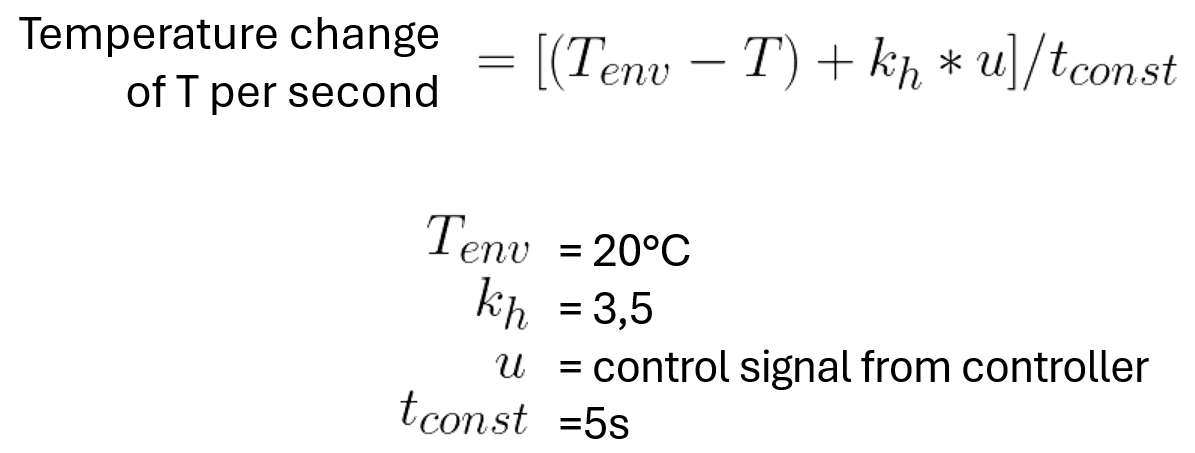 Temperature change
of T per second
= [(T_env − T) + k_h * u]/t_const
T_env = 20°C
k_h = 3,5
u = control signal from controller
t_const =5s